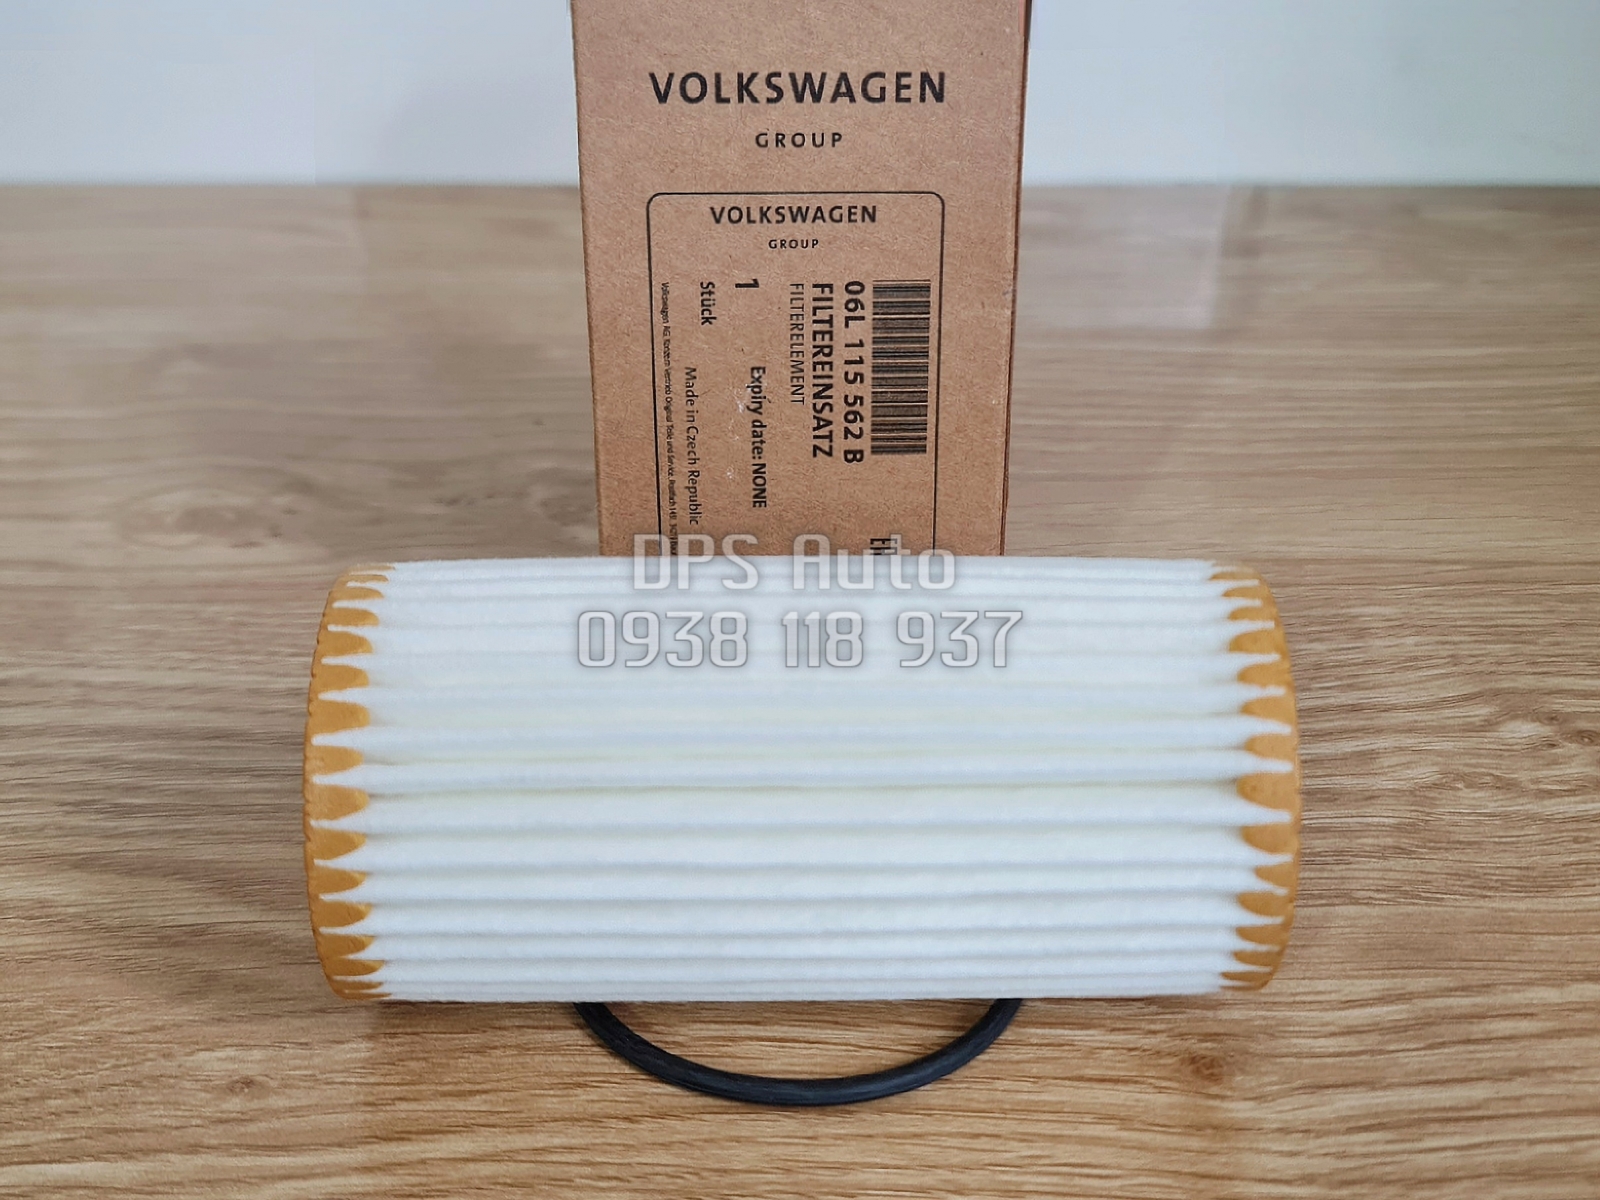 VOLKSWAGEN
GROUP
VOLKSWAGEN
GROUP
06L 115 562 B
FILTEREINSATZ
FILTERELEMENT
1
Expiry date: NONE
Stück
Made in Czech Republic
DPS Auto
0938 118 937